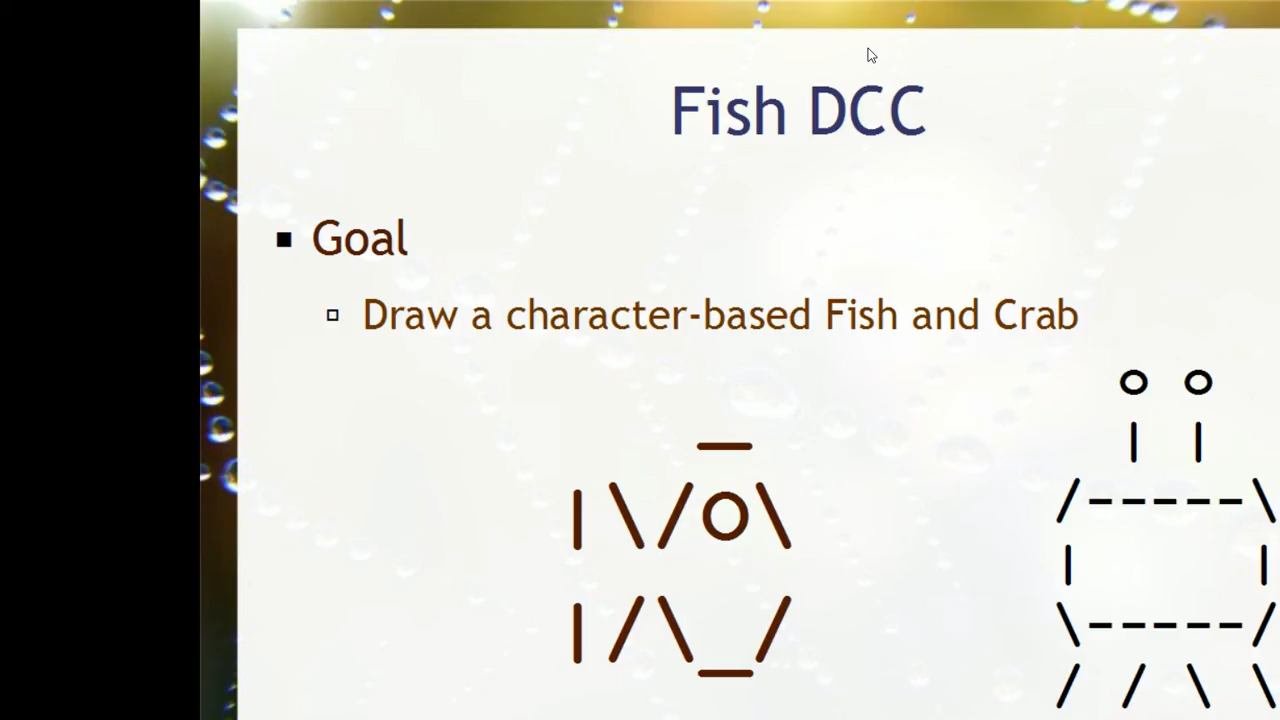 Fish DCC
Goal
Draw a character-based Fish and Crab
    _
|\/O\
|/\_/
  o o
  | |
/-----\
|     |
\-----/
/ / \ \